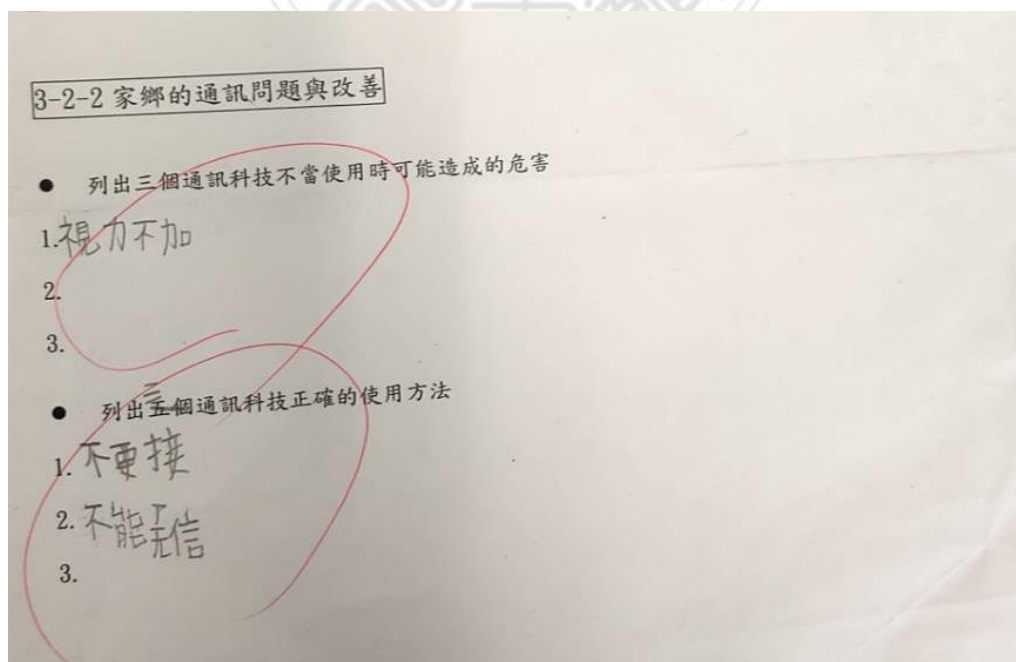 3-2-2 家鄉的通訊問題與改善
● 列出三個通訊科技不當使用時可能造成的危害
1.視力不加
2.
3.
三
● 列出五個通訊科技正確的使用方法
1.不要接
2.不能 信
3.